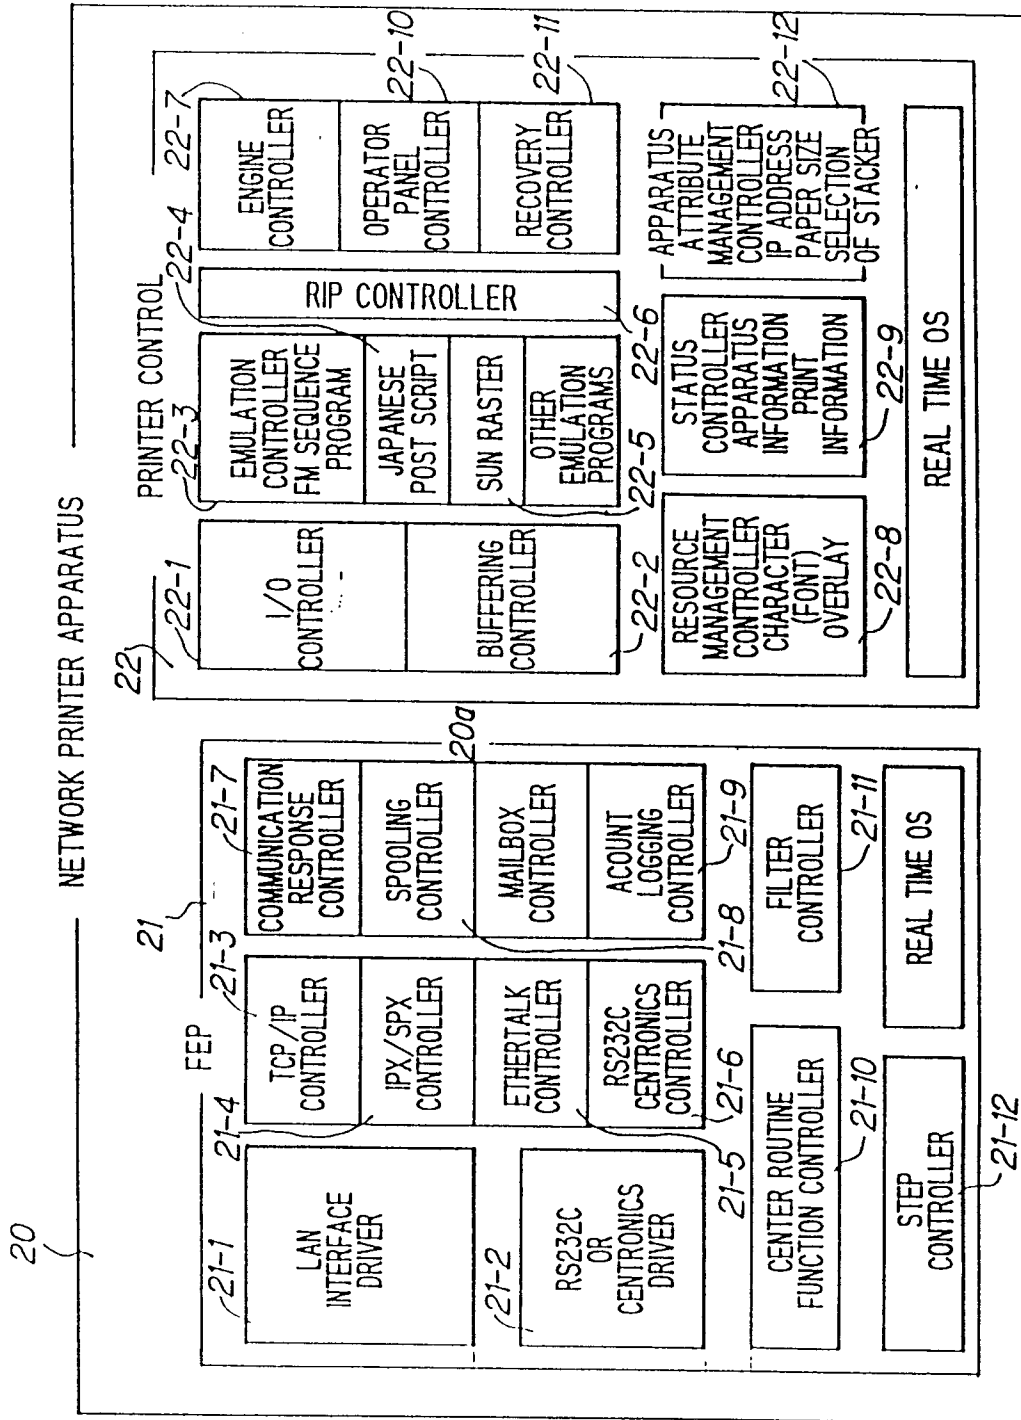 NETWORK PRINTER APPARATUS
20
FEP
21
21-1
LAN
INTERFACE
DRIVER
21-2
RS232C
OR
CENTRONICS
DRIVER
21-3
TCP/IP
CONTROLLER
21-4
IPX/SPX
CONTROLLER
ETHERTALK
CONTROLLER
21-5
RS232C
CENTRONICS
CONTROLLER
21-6
21-7
COMMUNICATION
RESPONSE
CONTROLLER
SPOOLING
CONTROLLER
20a
MAILBOX
CONTROLLER
21-8
ACOUNT
LOGGING
CONTROLLER
21-9
CENTER ROUTINE
FUNCTION CONTROLLER
21-10
FILTER
CONTROLLER
21-11
STEP
CONTROLLER
21-12
REAL TIME OS
PRINTER CONTROL
22
22-1
I/O
CONTROLLER
BUFFERING
CONTROLLER
22-2
22-3
EMULATION
CONTROLLER
FM SEQUENCE
PROGRAM
22-4
JAPANESE
POST SCRIPT
SUN RASTER
22-5
OTHER
EMULATION
PROGRAMS
RIP CONTROLLER
22-6
22-7
ENGINE
CONTROLLER
22-10
OPERATOR
PANEL
CONTROLLER
22-11
RECOVERY
CONTROLLER
RESOURCE
MANAGEMENT
CONTROLLER
CHARACTER
(FONT)
OVERLAY
22-8
STATUS
CONTROLLER
APPARATUS
INFORMATION
PRINT
INFORMATION
22-9
22-12
APPARATUS
ATTRIBUTE
MANAGEMENT
CONTROLLER
IP ADDRESS
PAPER SIZE
SELECTION
OF STACKER
REAL TIME OS